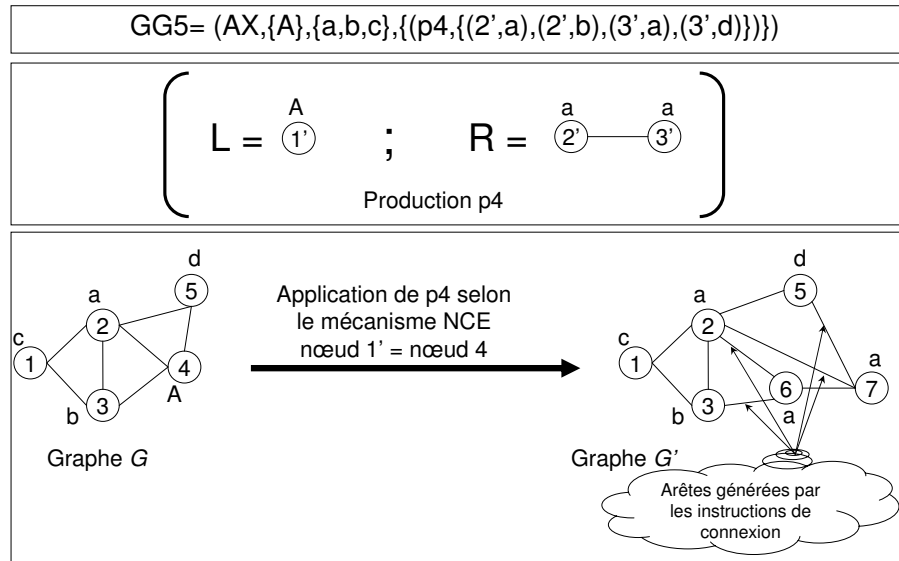 GG5= (AX,{A},{a,b,c},{(p4,{(2',a),(2',b),(3',a),(3',d)})})
A a a
L = 1' ; R = 2' 3'
Production p4
d
5
a
2
c
1
4
A
3
b
Graphe G
Application de p4 selon
le mécanisme NCE
nœud 1' = nœud 4
d
5
a
2
c
1
a
6
7
3
b
a
Graphe G'
Arêtes générées par
les instructions de
connexion